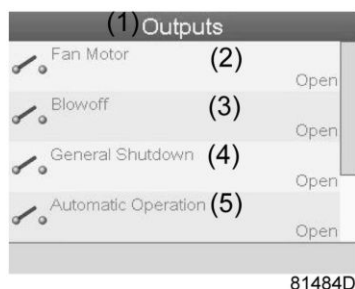 (1) Outputs
Fan Motor (2)
Open
Blowoff (3)
Open
General Shutdown (4)
Open
Automatic Operation (5)
Open
81484D